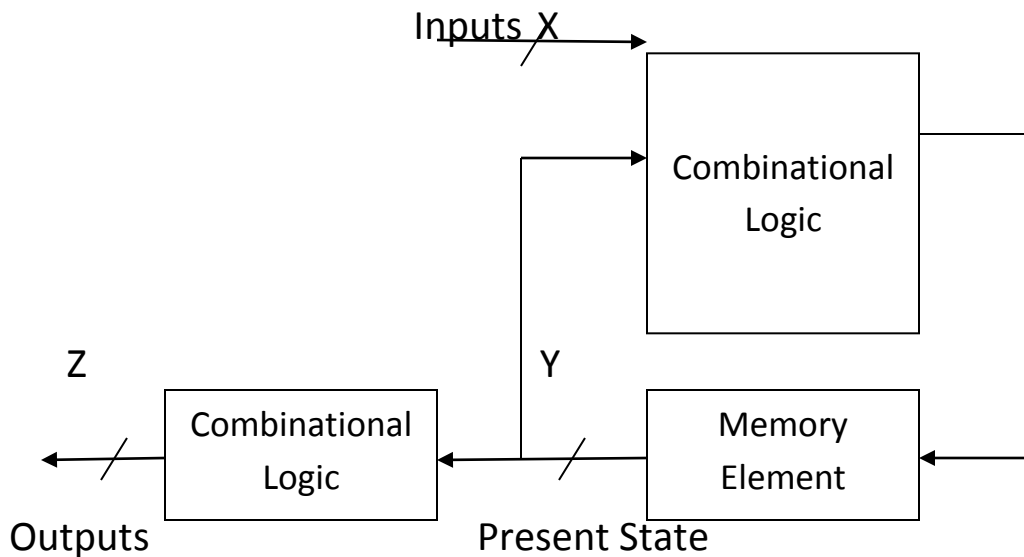 Inputs X
Combinational
Logic
Z
Y
Combinational
Logic
Memory
Element
Outputs
Present State